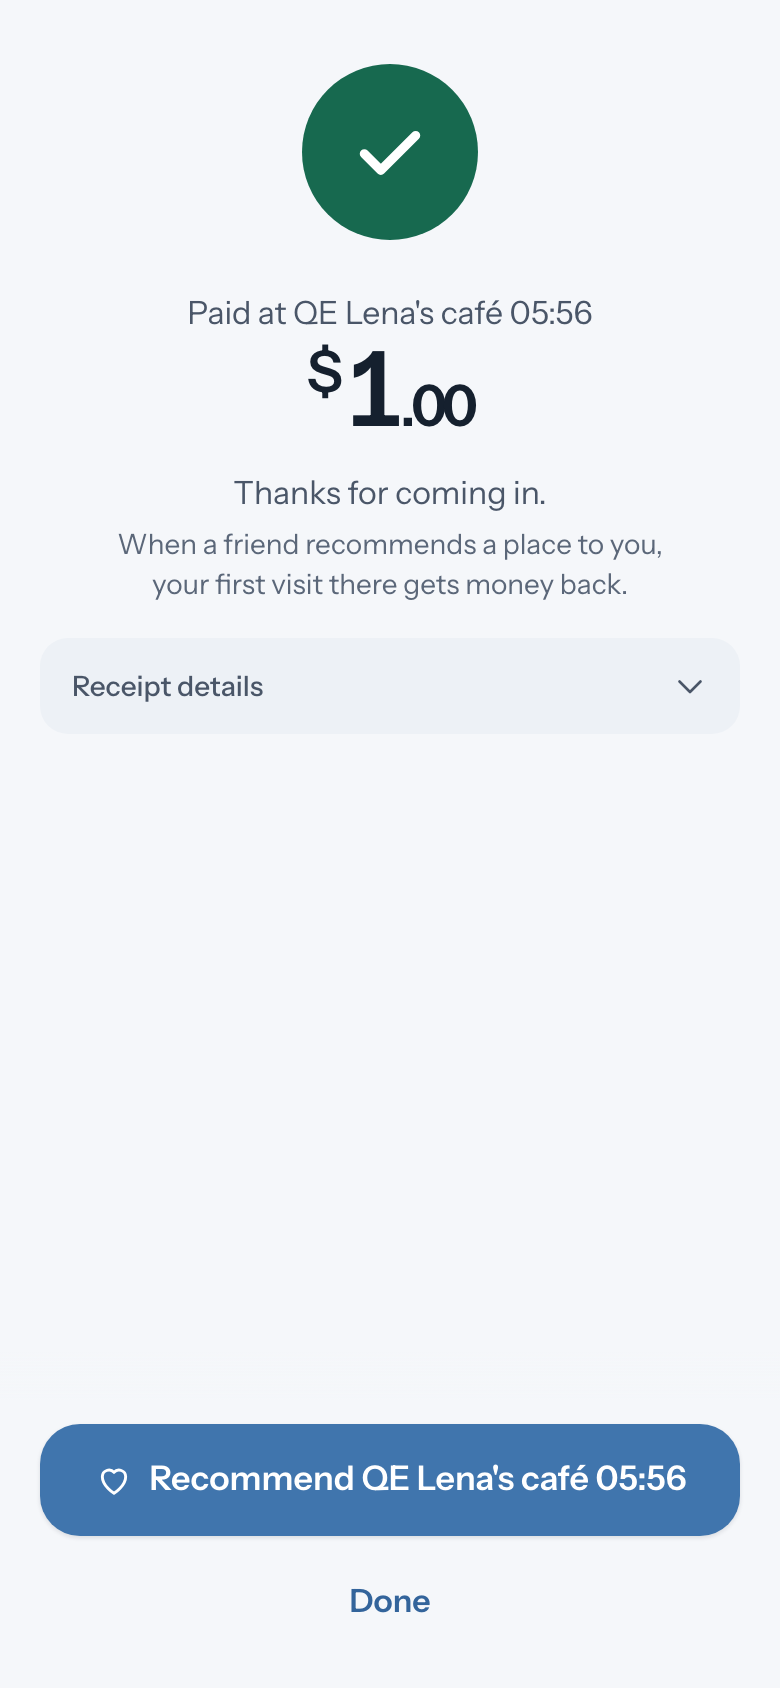 Paid at QE Lena's café 05:56
$1.00
Thanks for coming in.
When a friend recommends a place to you,
your first visit there gets money back.
Receipt details
Recommend QE Lena's café 05:56
Done